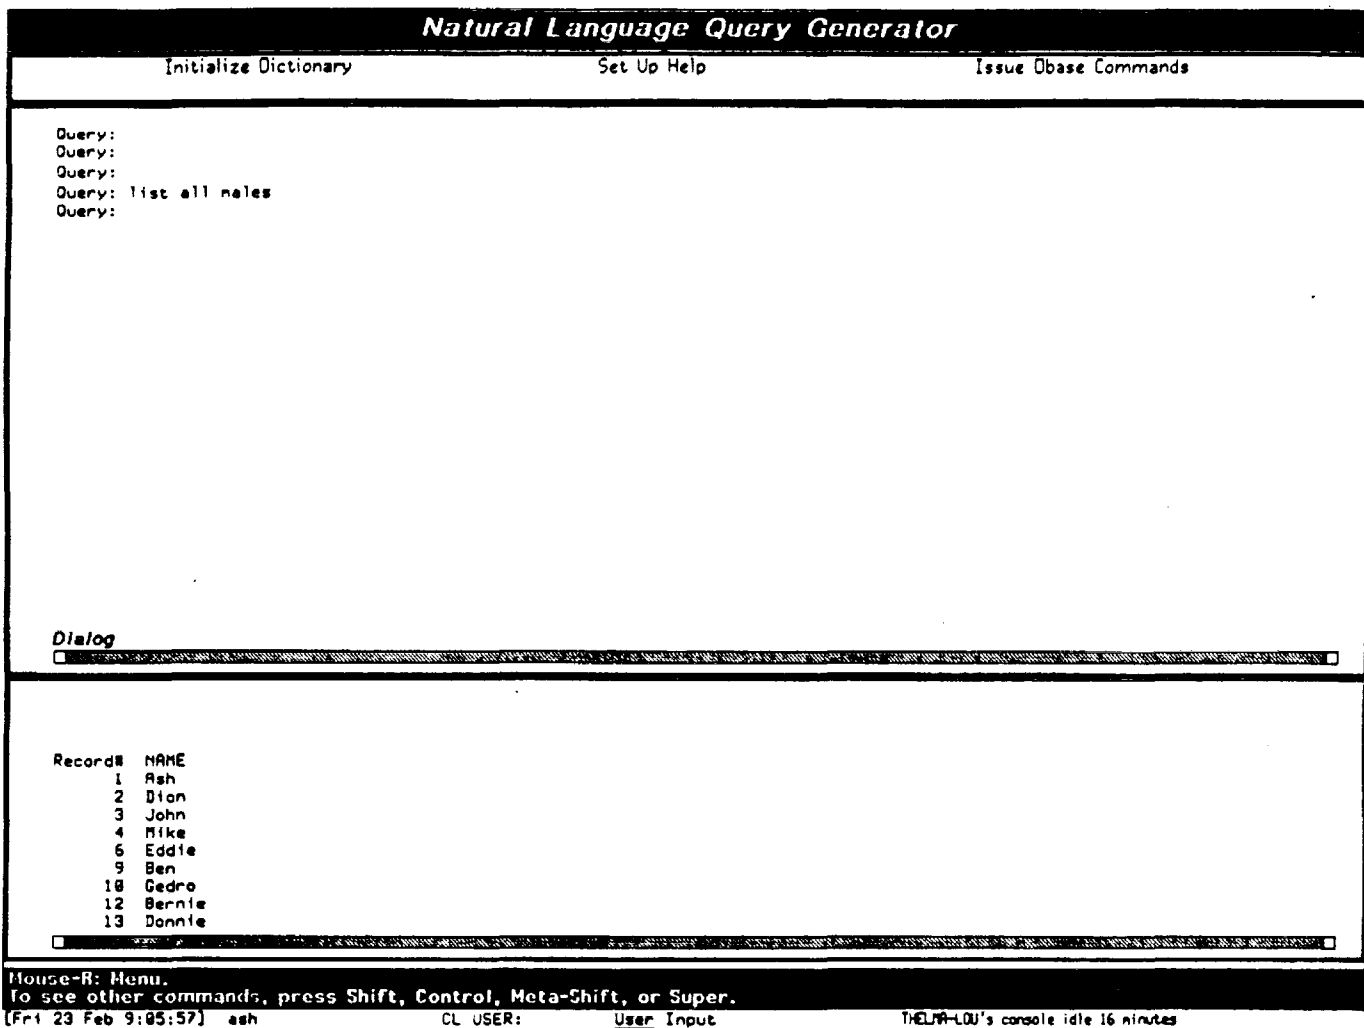 Natural Language Query Generator
Initialize Dictionary Set Up Help Issue Dbase Commands
Query:
Query:
Query:
Query: list all males
Query:
Dialog
Record# NAME
1 Ash
2 Dion
3 John
4 Mike
6 Eddie
9 Ben
10 Gedro
12 Bernie
13 Donnie
Mouse-R: Menu.
To see other commands, press Shift, Control, Meta-Shift, or Super.
[Fri 23 Feb 9:05:57] ash CL USER: User Input THELMA-LOU's console idle 16 minutes